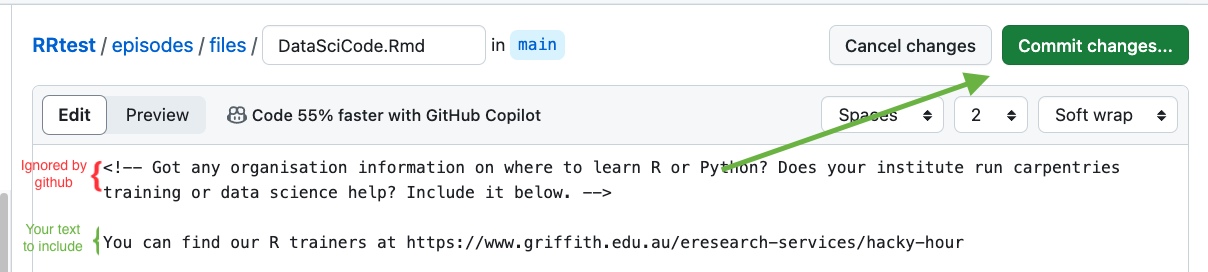 RRtest / episodes / files / DataSciCode.Rmd in main Cancel changes Commit changes...
Edit Preview Code 55% faster with GitHub Copilot Spaces 2 Soft wrap
Ignored by
github
<!-- Got any organisation information on where to learn R or Python? Does your institute run carpentries
training or data science help? Include it below. -->
Your text
to include
You can find our R trainers at https://www.griffith.edu.au/eresearch-services/hacky-hour